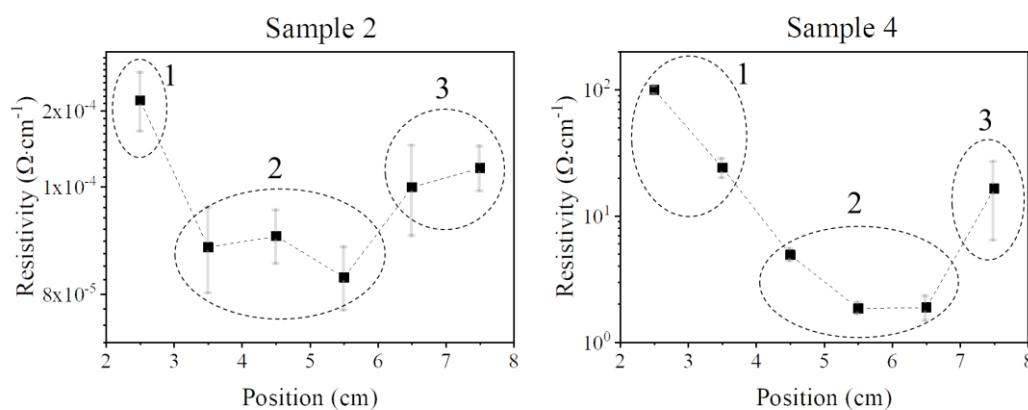 Sample 2
Resistivity (Ω·cm⁻¹)
2x10⁻⁴
1x10⁻⁴
8x10⁻⁵
1
2
3
2 3 4 5 6 7 8
Position (cm)
Sample 4
Resistivity (Ω·cm⁻¹)
10²
10¹
10⁰
1
2
3
2 3 4 5 6 7 8
Position (cm)